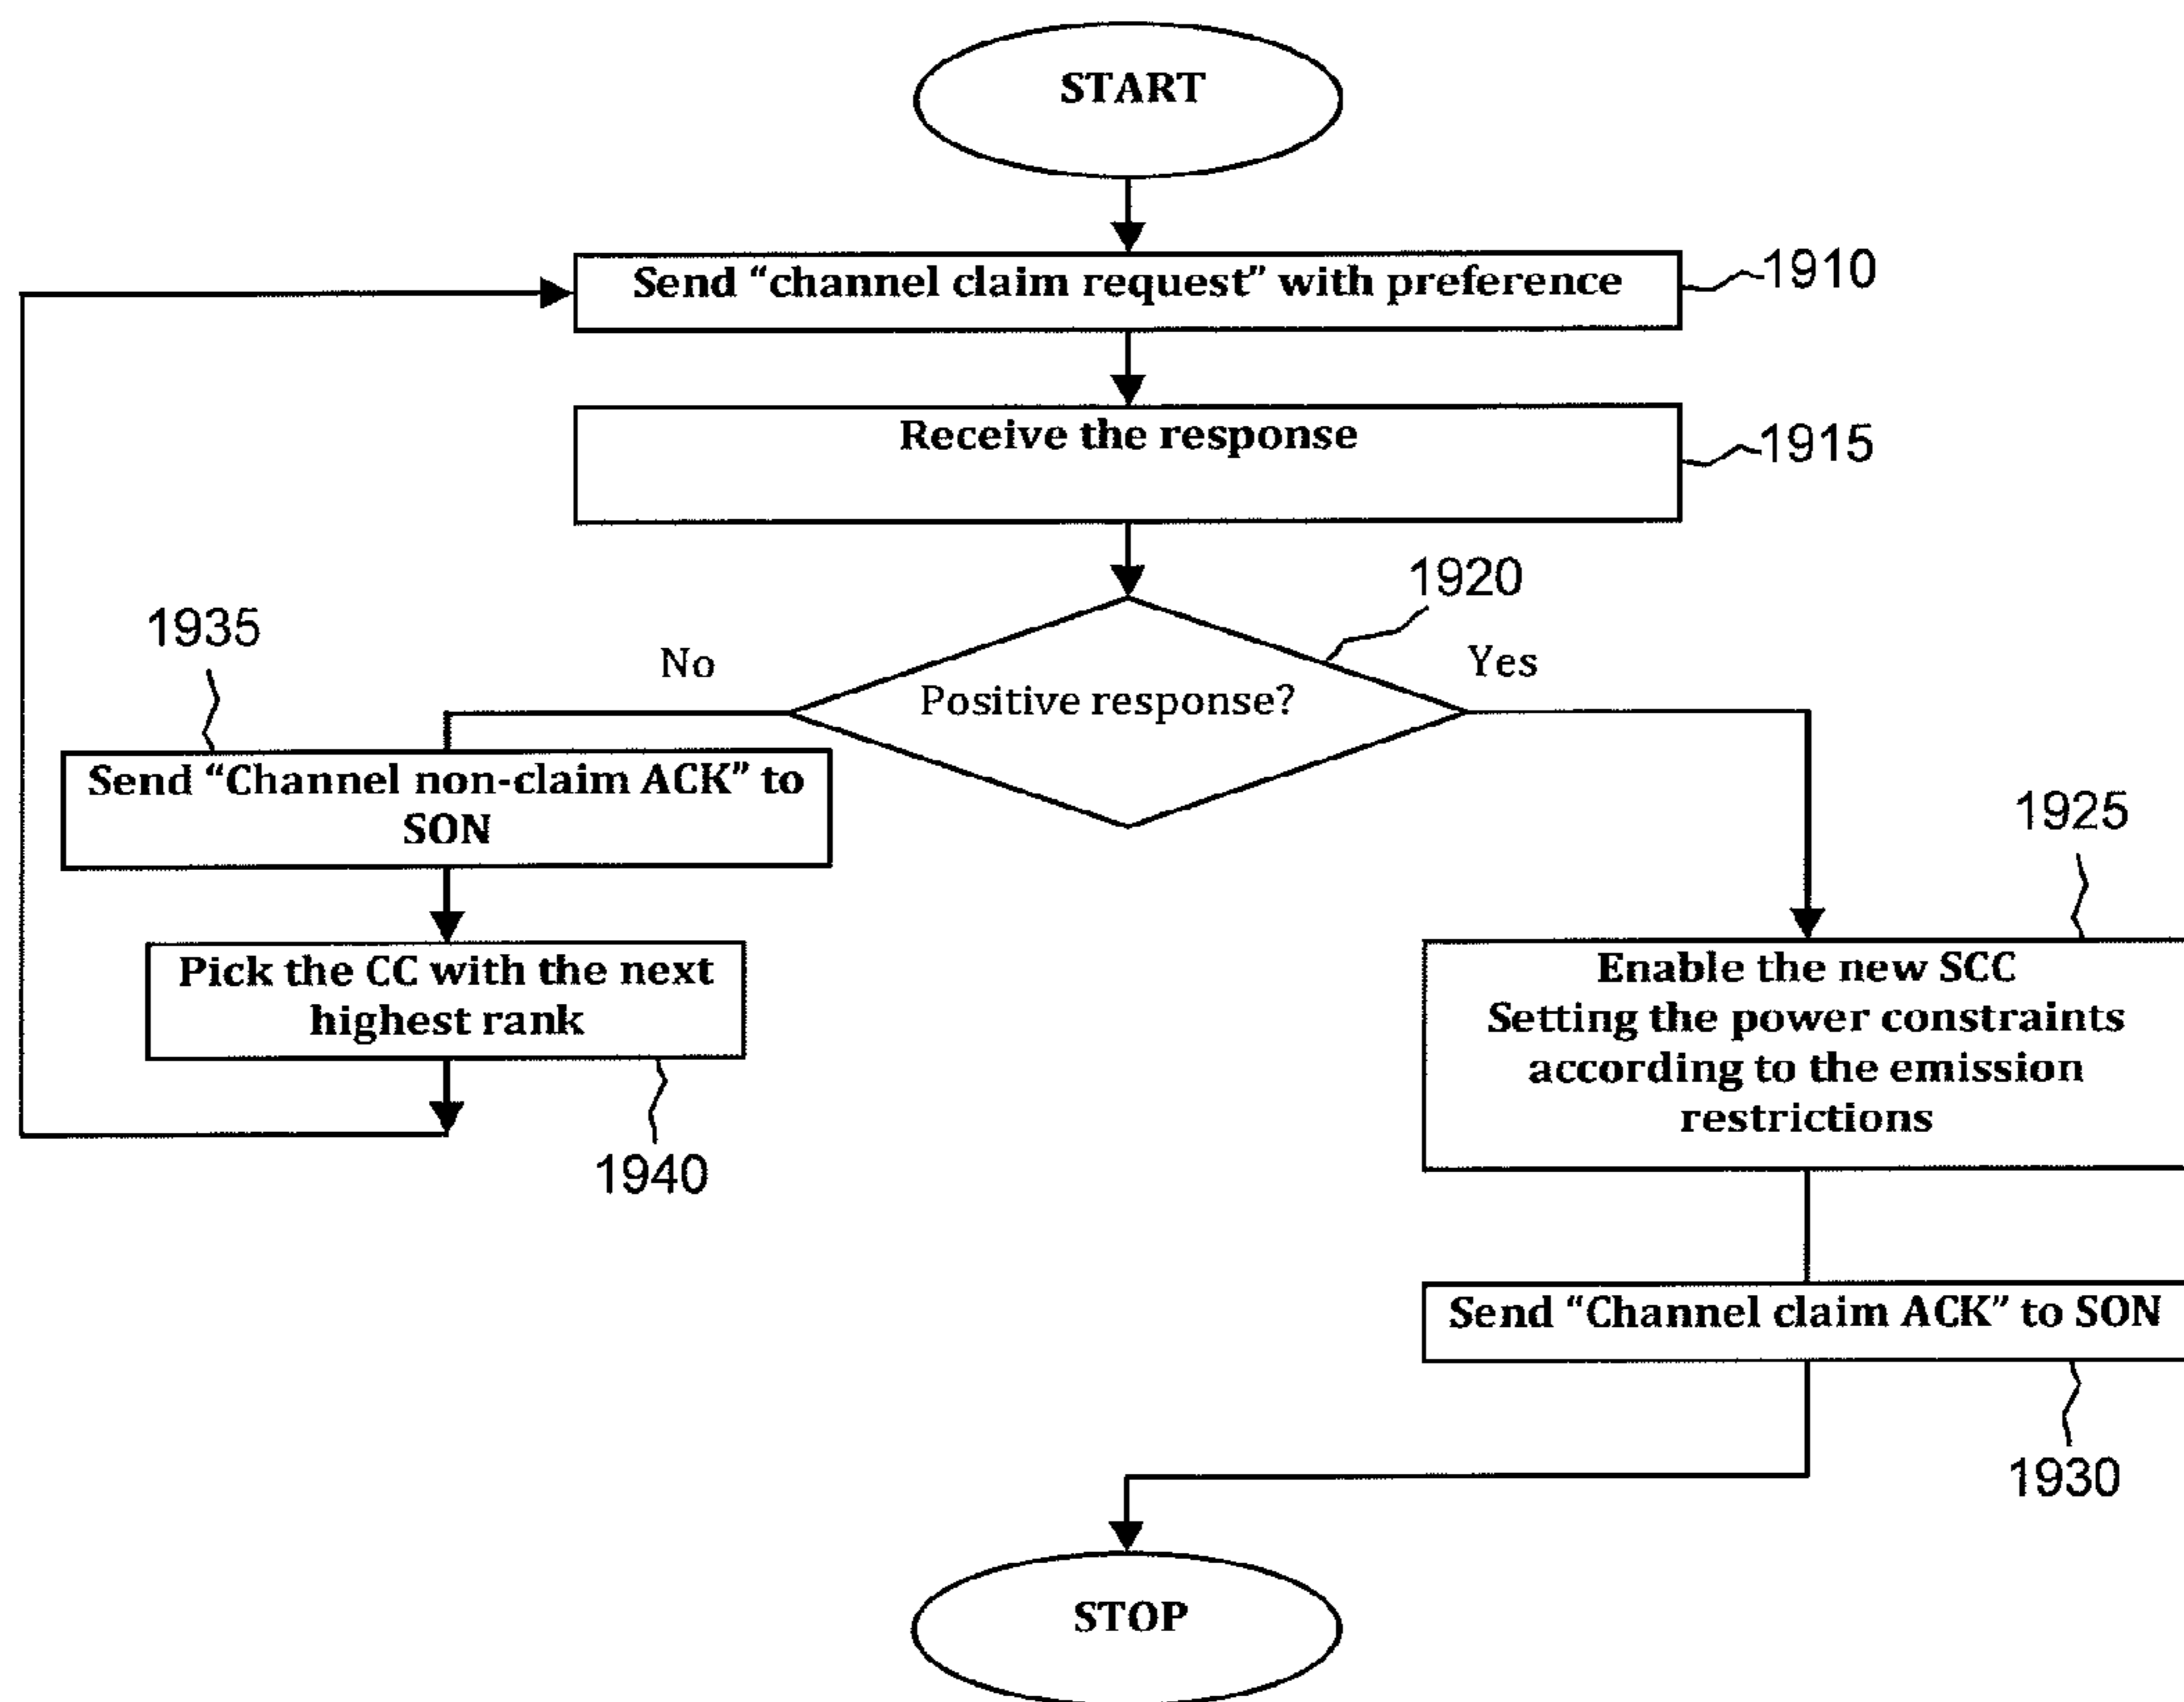 START
Send “channel claim request” with preference
1910
Receive the response
1915
1920
1935
No
Yes
Positive response?
Send “Channel non-claim ACK” to
SON
1925
Pick the CC with the next
highest rank
1940
Enable the new SCC
Setting the power constraints
according to the emission
restrictions
Send “Channel claim ACK” to SON
1930
STOP